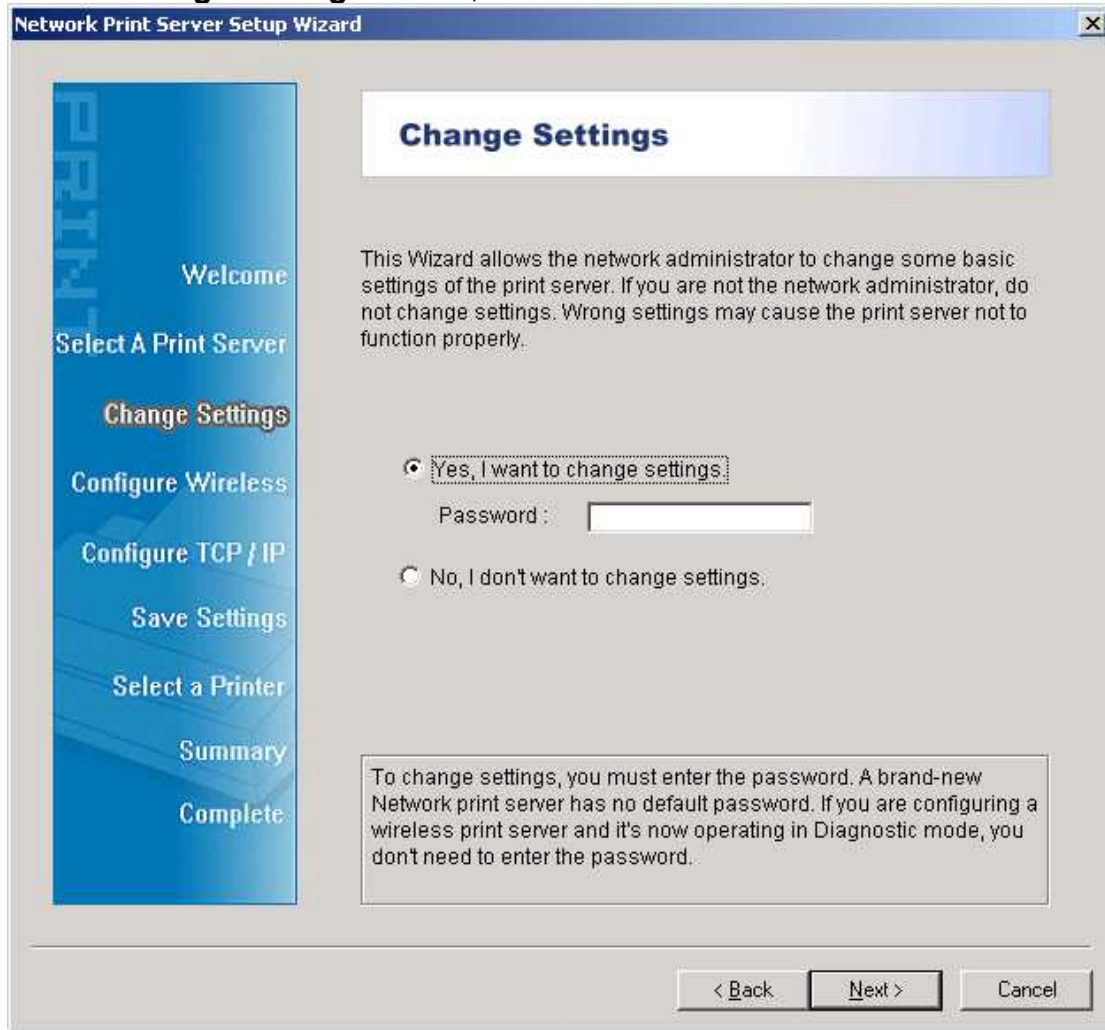 Network Print Server Setup Wizard
PRINT
Welcome
Select A Print Server
Change Settings
Configure Wireless
Configure TCP / IP
Save Settings
Select a Printer
Summary
Complete
Change Settings
This Wizard allows the network administrator to change some basic
settings of the print server. If you are not the network administrator, do
not change settings. Wrong settings may cause the print server not to
function properly.
Yes, I want to change settings.
Password :
No, I don't want to change settings.
To change settings, you must enter the password. A brand-new
Network print server has no default password. If you are configuring a
wireless print server and it's now operating in Diagnostic mode, you
don't need to enter the password.
< Back
Next >
Cancel